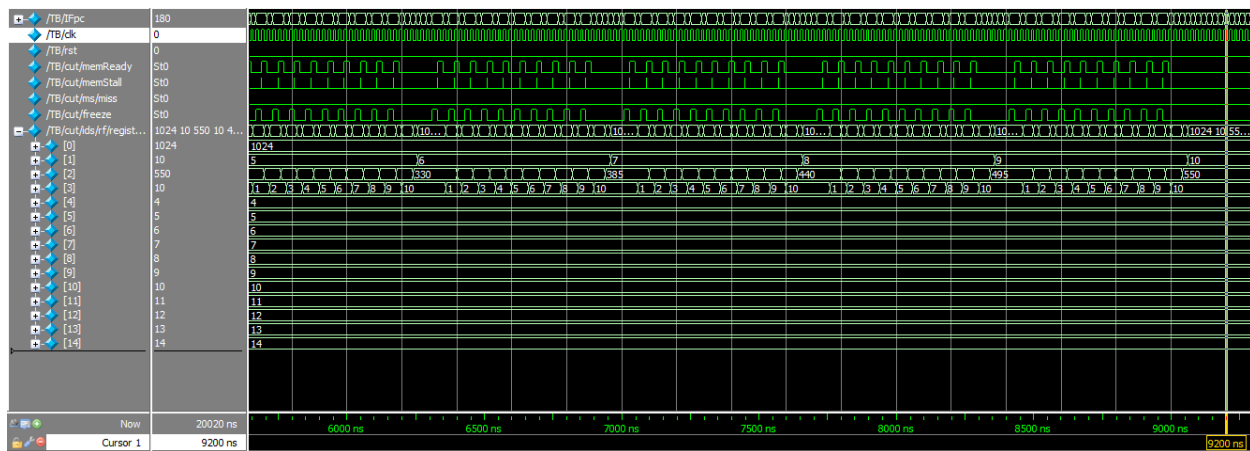 /TB/IFpc 180
/TB/clk 0
/TB/rst 0
/TB/cut/memReady St0
/TB/cut/memStall St0
/TB/cut/ms/miss St0
/TB/cut/freeze St0
/TB/cut/ids/rf/regist... 1024 10 550 10 4... 10... 10... 10... 10... 1024 10 55...
[0] 1024 1024
[1] 10 5 6 7 8 9 10
[2] 550 330 385 440 495 550
[3] 10 1 2 3 4 5 6 7 8 9 10 1 2 3 4 5 6 7 8 9 10 1 2 3 4 5 6 7 8 9 10 1 2 3 4 5 6 7 8 9 10 1 2 3 4 5 6 7 8 9 10
[4] 4 4
[5] 5 5
[6] 6 6
[7] 7 7
[8] 8 8
[9] 9 9
[10] 10 10
[11] 11 11
[12] 12 12
[13] 13 13
[14] 14 14
Now 20020 ns 6000 ns 6500 ns 7000 ns 7500 ns 8000 ns 8500 ns 9000 ns
Cursor 1 9200 ns 9200 ns